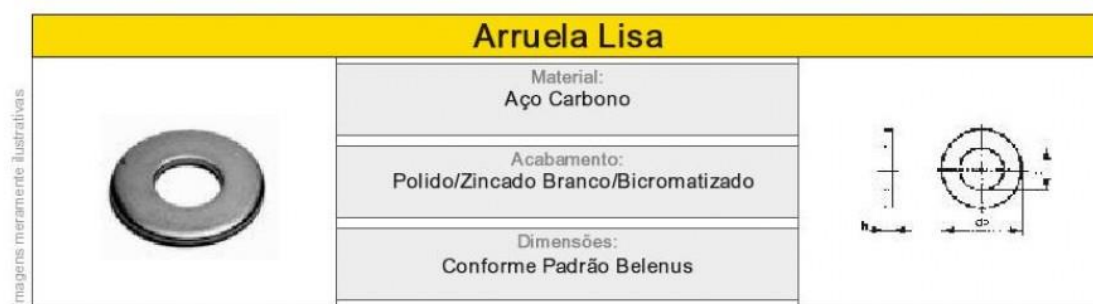 Arruela Lisa
Material:
Aço Carbono
Acabamento:
Polido/Zincado Branco/Bicromatizado
Dimensões:
Conforme Padrão Belenus
magens meramente ilustrativas
h